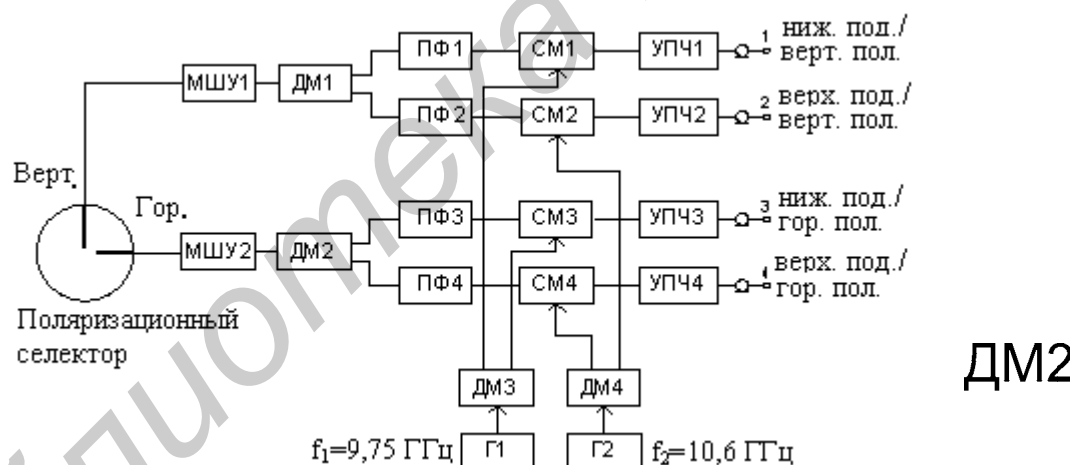 ниж. под./
верт. пол.
верх. под./
верт. пол.
ниж. под./
гор. пол.
верх. под./
гор. пол.
1
2
3
4
ПФ1
СМ1
УПЧ1
МШУ1
ДМ1
ПФ2
СМ2
УПЧ2
Верт.
Гор.
ПФ3
СМ3
УПЧ3
МШУ2
ДМ2
ПФ4
СМ4
УПЧ4
Поляризационный
селектор
ДМ3
ДМ4
ДМ2
f₁=9,75 ГГц
Г1
Г2
f₂=10,6 ГГц
лиотека